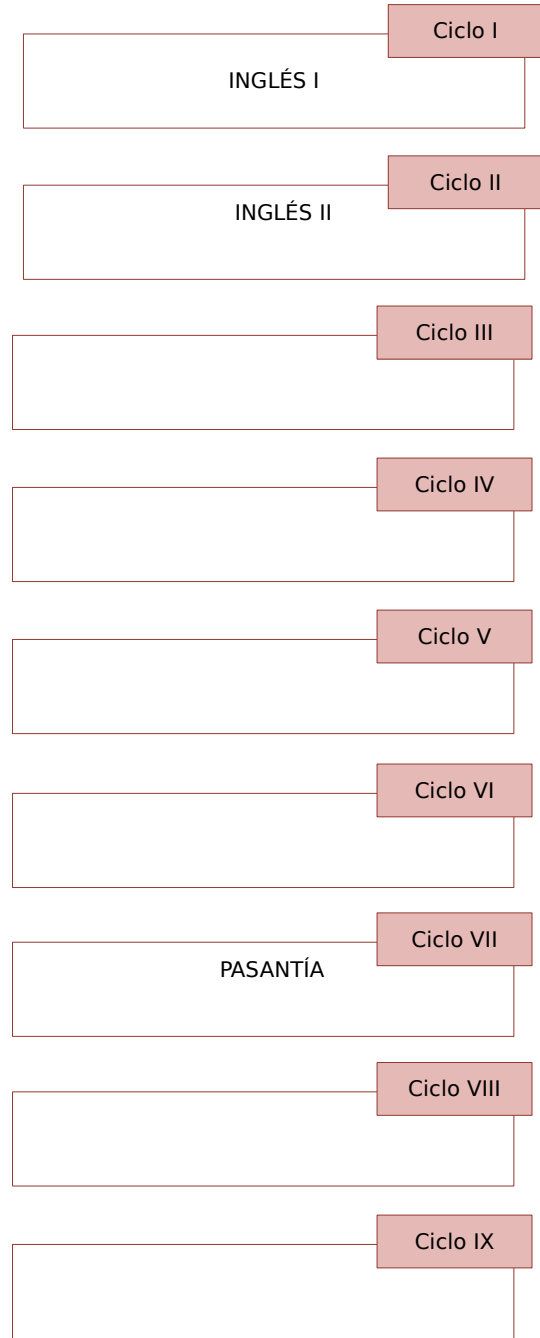 Ciclo I
INGLÉS I
Ciclo II
INGLÉS II
Ciclo III
Ciclo IV
Ciclo V
Ciclo VI
Ciclo VII
PASANTÍA
Ciclo VIII
Ciclo IX